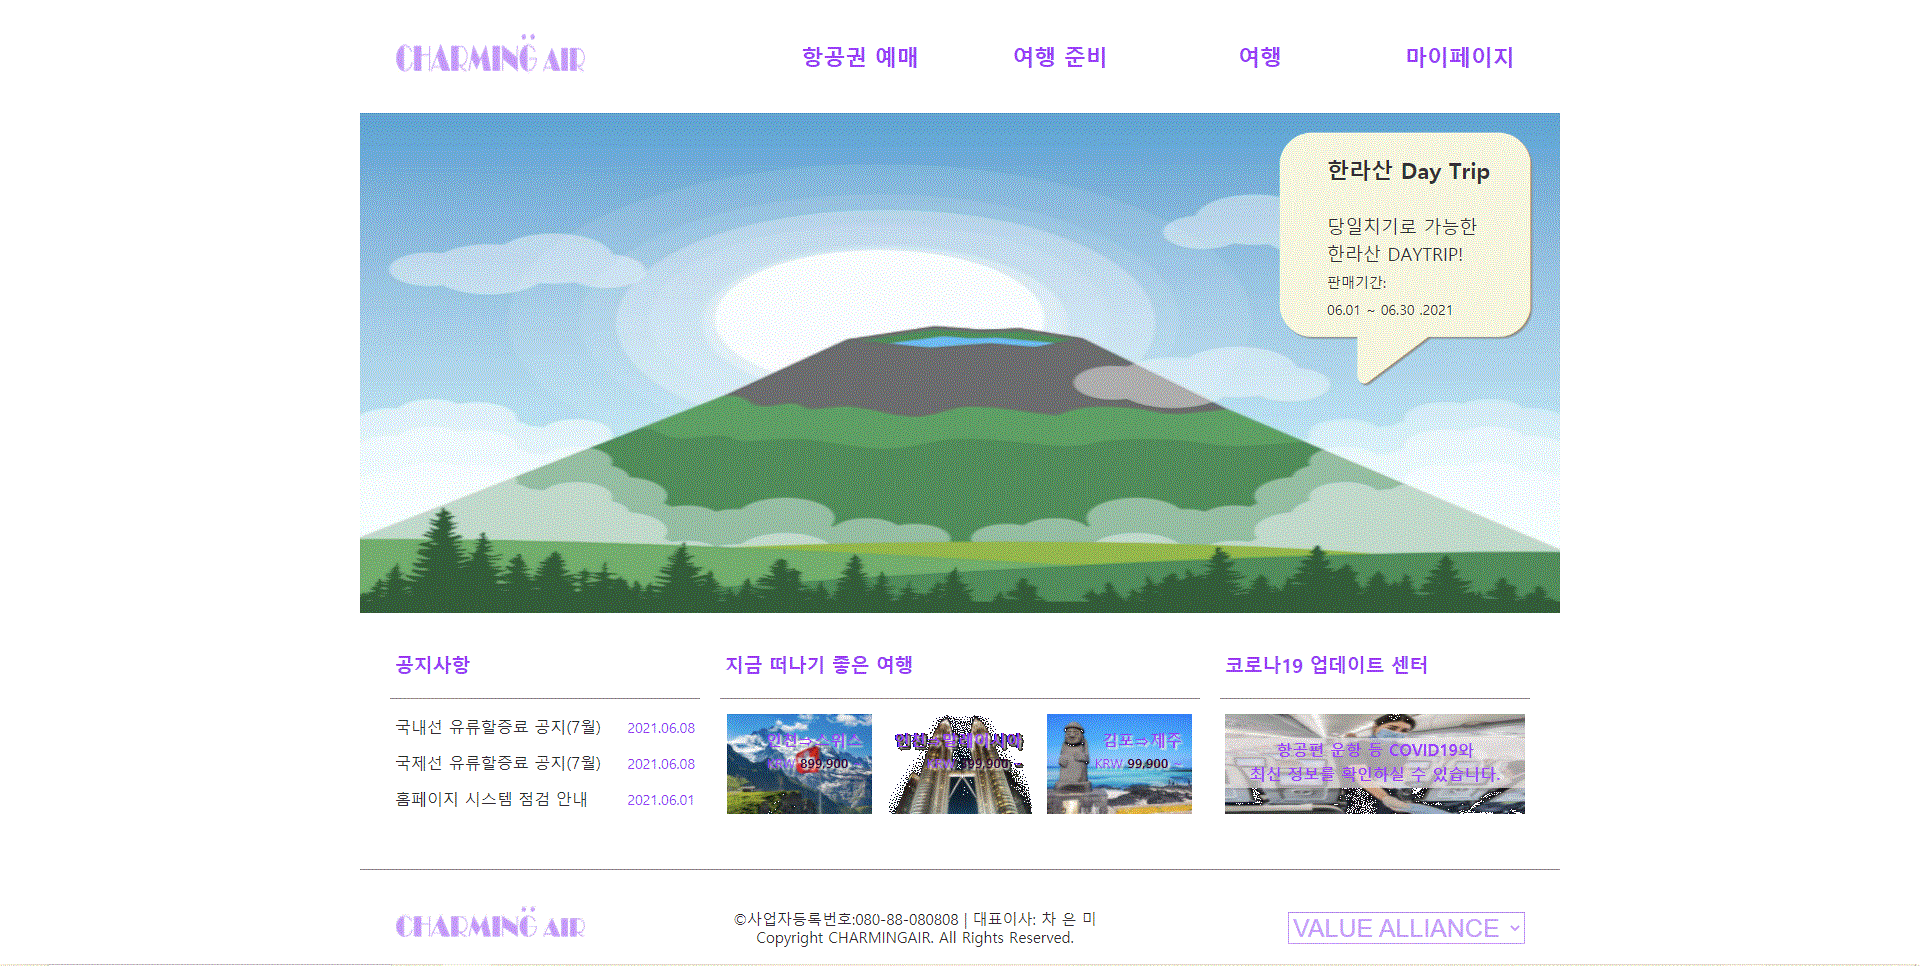 CHARMING AIR
항공권 예매
여행 준비
여행
마이페이지
한라산 Day Trip
당일치기로 가능한
한라산 DAYTRIP!
판매기간:
06.01 ~ 06.30 .2021
공지사항
국내선 유류할증료 공지(7월) 2021.06.08
국제선 유류할증료 공지(7월) 2021.06.08
홈페이지 시스템 점검 안내 2021.06.01
지금 떠나기 좋은 여행
인천⇒스위스
KRW 899,900 ~
인천⇒말레이시아
KRW 399,900 ~
김포⇒제주
KRW 99,900 ~
코로나19 업데이트 센터
항공편 운항 등 COVID19와
최신 정보를 확인하실 수 있습니다.
CHARMING AIR
©사업자등록번호:080-88-080808 | 대표이사: 차 은 미
Copyright CHARMINGAIR. All Rights Reserved.
VALUE ALLIANCE